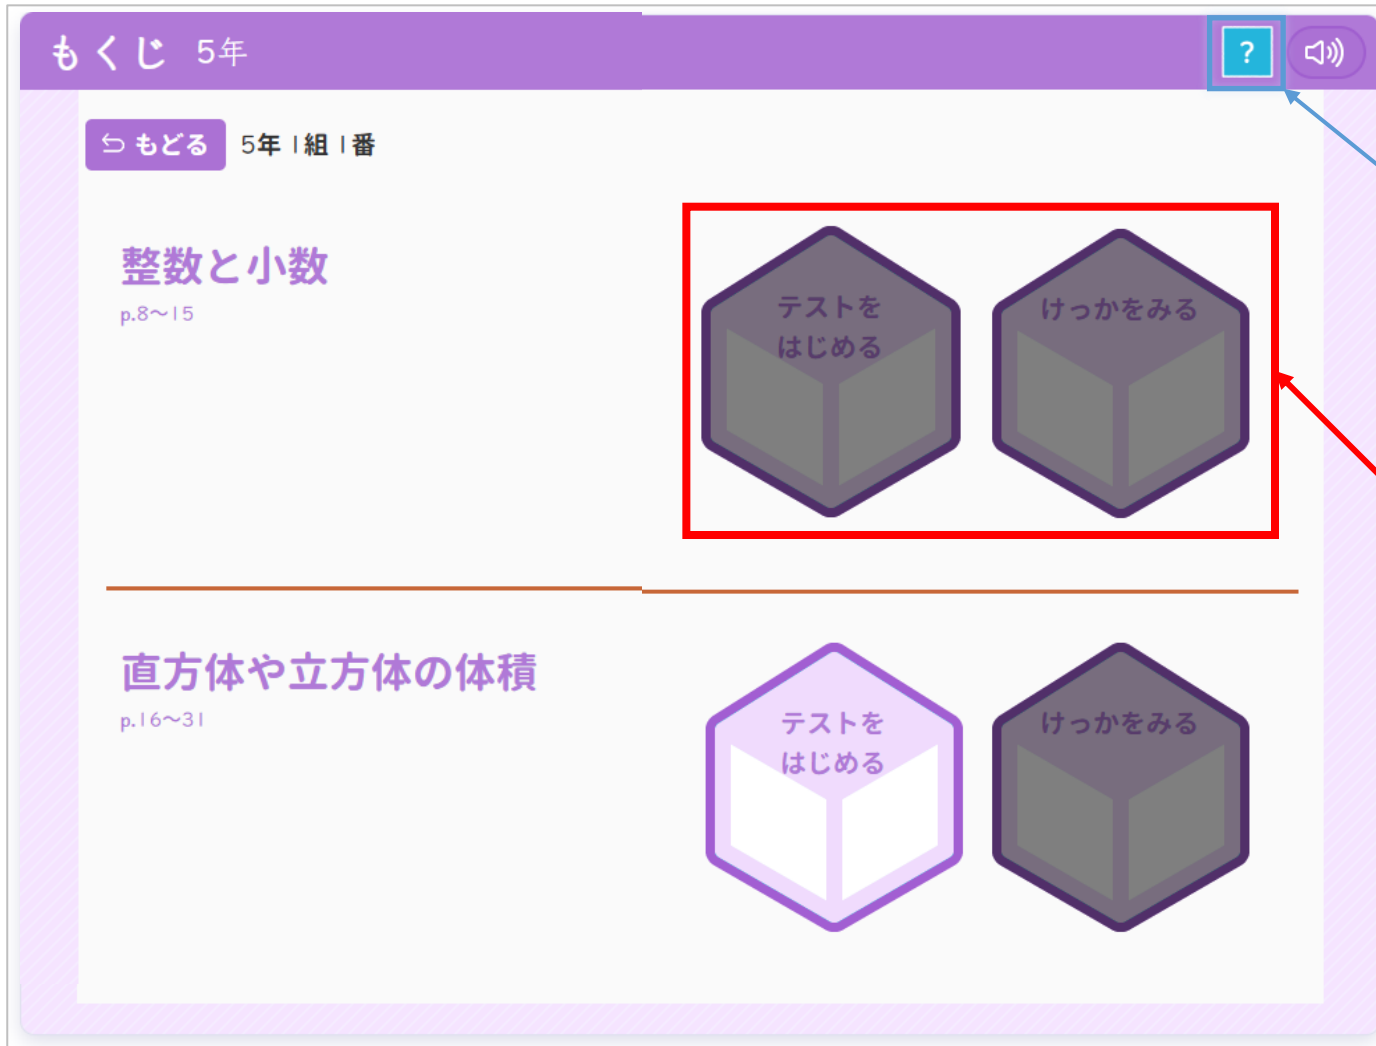 もくじ 5年
?
もどる 5年 1組 1番
整数と小数
p.8～15
テストを
はじめる
けっかをみる
直方体や立方体の体積
p.16～31
テストを
はじめる
けっかをみる